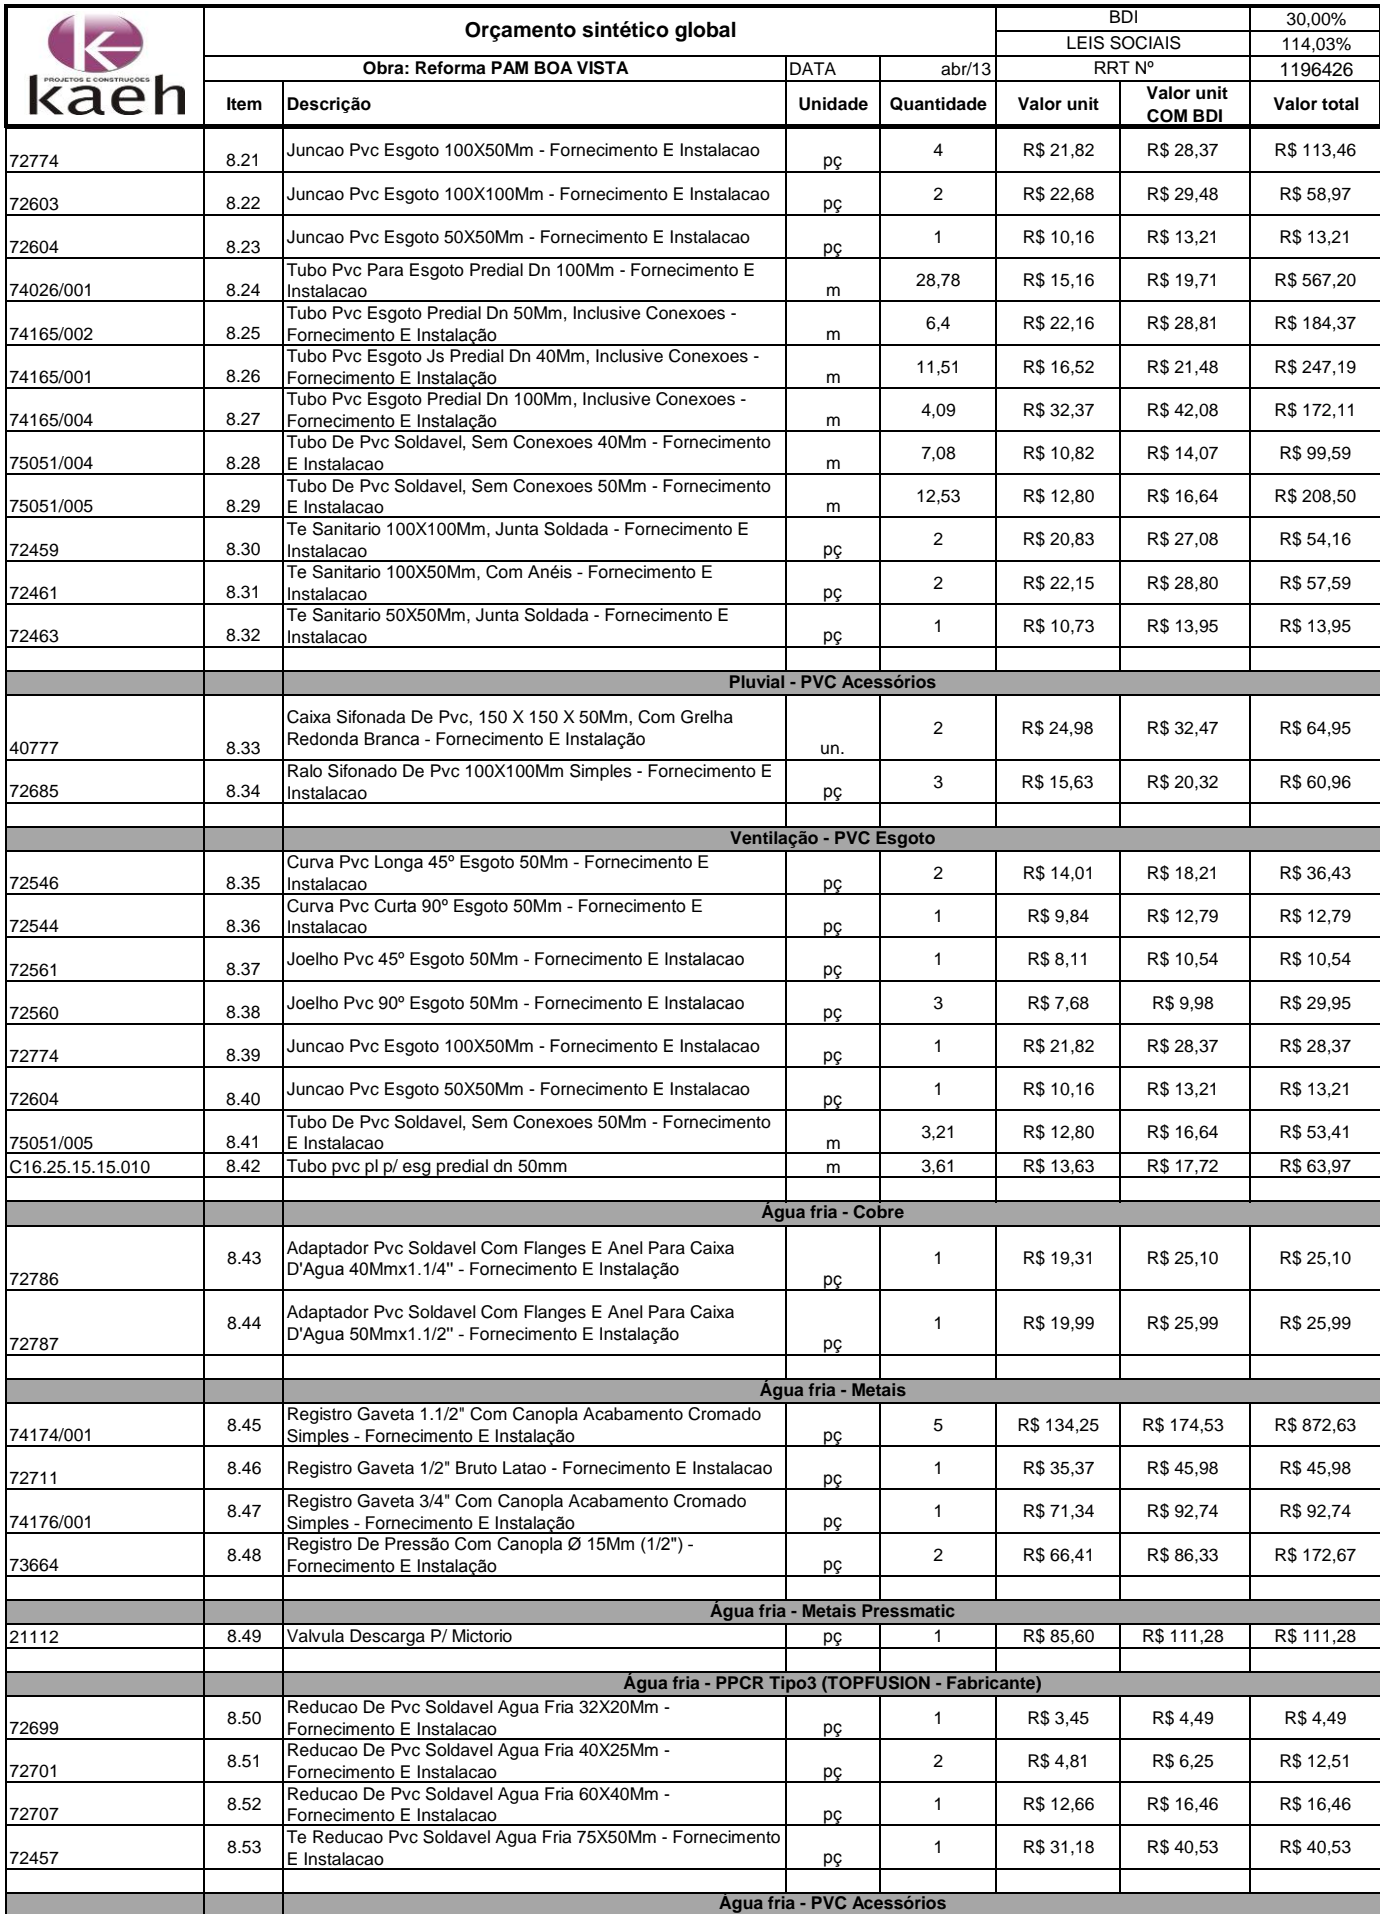 PROJETOS E CONSTRUÇÕES
kaeh
Orçamento sintético global
BDI 30,00%
LEIS SOCIAIS 114,03%
Obra: Reforma PAM BOA VISTA DATA abr/13 RRT Nº 1196426
Item Descrição Unidade Quantidade Valor unit Valor unit COM BDI Valor total
72774 8.21 Juncao Pvc Esgoto 100X50Mm - Fornecimento E Instalacao pç 4 R$ 21,82 R$ 28,37 R$ 113,46
72603 8.22 Juncao Pvc Esgoto 100X100Mm - Fornecimento E Instalacao pç 2 R$ 22,68 R$ 29,48 R$ 58,97
72604 8.23 Juncao Pvc Esgoto 50X50Mm - Fornecimento E Instalacao pç 1 R$ 10,16 R$ 13,21 R$ 13,21
74026/001 8.24 Tubo Pvc Para Esgoto Predial Dn 100Mm - Fornecimento E
Instalacao m 28,78 R$ 15,16 R$ 19,71 R$ 567,20
74165/002 8.25 Tubo Pvc Esgoto Predial Dn 50Mm, Inclusive Conexoes -
Fornecimento E Instalação m 6,4 R$ 22,16 R$ 28,81 R$ 184,37
74165/001 8.26 Tubo Pvc Esgoto Js Predial Dn 40Mm, Inclusive Conexoes -
Fornecimento E Instalação m 11,51 R$ 16,52 R$ 21,48 R$ 247,19
74165/004 8.27 Tubo Pvc Esgoto Predial Dn 100Mm, Inclusive Conexoes -
Fornecimento E Instalação m 4,09 R$ 32,37 R$ 42,08 R$ 172,11
75051/004 8.28 Tubo De Pvc Soldavel, Sem Conexoes 40Mm - Fornecimento
E Instalacao m 7,08 R$ 10,82 R$ 14,07 R$ 99,59
75051/005 8.29 Tubo De Pvc Soldavel, Sem Conexoes 50Mm - Fornecimento
E Instalacao m 12,53 R$ 12,80 R$ 16,64 R$ 208,50
72459 8.30 Te Sanitario 100X100Mm, Junta Soldada - Fornecimento E
Instalacao pç 2 R$ 20,83 R$ 27,08 R$ 54,16
72461 8.31 Te Sanitario 100X50Mm, Com Anéis - Fornecimento E
Instalacao pç 2 R$ 22,15 R$ 28,80 R$ 57,59
72463 8.32 Te Sanitario 50X50Mm, Junta Soldada - Fornecimento E
Instalacao pç 1 R$ 10,73 R$ 13,95 R$ 13,95
Pluvial - PVC Acessórios
40777 8.33 Caixa Sifonada De Pvc, 150 X 150 X 50Mm, Com Grelha
Redonda Branca - Fornecimento E Instalação un. 2 R$ 24,98 R$ 32,47 R$ 64,95
72685 8.34 Ralo Sifonado De Pvc 100X100Mm Simples - Fornecimento E
Instalacao pç 3 R$ 15,63 R$ 20,32 R$ 60,96
Ventilação - PVC Esgoto
72546 8.35 Curva Pvc Longa 45º Esgoto 50Mm - Fornecimento E
Instalacao pç 2 R$ 14,01 R$ 18,21 R$ 36,43
72544 8.36 Curva Pvc Curta 90º Esgoto 50Mm - Fornecimento E
Instalacao pç 1 R$ 9,84 R$ 12,79 R$ 12,79
72561 8.37 Joelho Pvc 45º Esgoto 50Mm - Fornecimento E Instalacao pç 1 R$ 8,11 R$ 10,54 R$ 10,54
72560 8.38 Joelho Pvc 90º Esgoto 50Mm - Fornecimento E Instalacao pç 3 R$ 7,68 R$ 9,98 R$ 29,95
72774 8.39 Juncao Pvc Esgoto 100X50Mm - Fornecimento E Instalacao pç 1 R$ 21,82 R$ 28,37 R$ 28,37
72604 8.40 Juncao Pvc Esgoto 50X50Mm - Fornecimento E Instalacao pç 1 R$ 10,16 R$ 13,21 R$ 13,21
75051/005 8.41 Tubo De Pvc Soldavel, Sem Conexoes 50Mm - Fornecimento
E Instalacao m 3,21 R$ 12,80 R$ 16,64 R$ 53,41
C16.25.15.15.010 8.42 Tubo pvc pl p/ esg predial dn 50mm m 3,61 R$ 13,63 R$ 17,72 R$ 63,97
Água fria - Cobre
72786 8.43 Adaptador Pvc Soldavel Com Flanges E Anel Para Caixa
D'Agua 40Mmx1.1/4" - Fornecimento E Instalação pç 1 R$ 19,31 R$ 25,10 R$ 25,10
72787 8.44 Adaptador Pvc Soldavel Com Flanges E Anel Para Caixa
D'Agua 50Mmx1.1/2" - Fornecimento E Instalação pç 1 R$ 19,99 R$ 25,99 R$ 25,99
Água fria - Metais
74174/001 8.45 Registro Gaveta 1.1/2" Com Canopla Acabamento Cromado
Simples - Fornecimento E Instalação pç 5 R$ 134,25 R$ 174,53 R$ 872,63
72711 8.46 Registro Gaveta 1/2" Bruto Latao - Fornecimento E Instalacao pç 1 R$ 35,37 R$ 45,98 R$ 45,98
74176/001 8.47 Registro Gaveta 3/4" Com Canopla Acabamento Cromado
Simples - Fornecimento E Instalação pç 1 R$ 71,34 R$ 92,74 R$ 92,74
73664 8.48 Registro De Pressão Com Canopla Ø 15Mm (1/2") -
Fornecimento E Instalação pç 2 R$ 66,41 R$ 86,33 R$ 172,67
Água fria - Metais Pressmatic
21112 8.49 Valvula Descarga P/ Mictorio pç 1 R$ 85,60 R$ 111,28 R$ 111,28
Água fria - PPCR Tipo3 (TOPFUSION - Fabricante)
72699 8.50 Reducao De Pvc Soldavel Agua Fria 32X20Mm -
Fornecimento E Instalacao pç 1 R$ 3,45 R$ 4,49 R$ 4,49
72701 8.51 Reducao De Pvc Soldavel Agua Fria 40X25Mm -
Fornecimento E Instalacao pç 2 R$ 4,81 R$ 6,25 R$ 12,51
72707 8.52 Reducao De Pvc Soldavel Agua Fria 60X40Mm -
Fornecimento E Instalacao pç 1 R$ 12,66 R$ 16,46 R$ 16,46
72457 8.53 Te Reducao Pvc Soldavel Agua Fria 75X50Mm - Fornecimento
E Instalacao pç 1 R$ 31,18 R$ 40,53 R$ 40,53
Água fria - PVC Acessórios